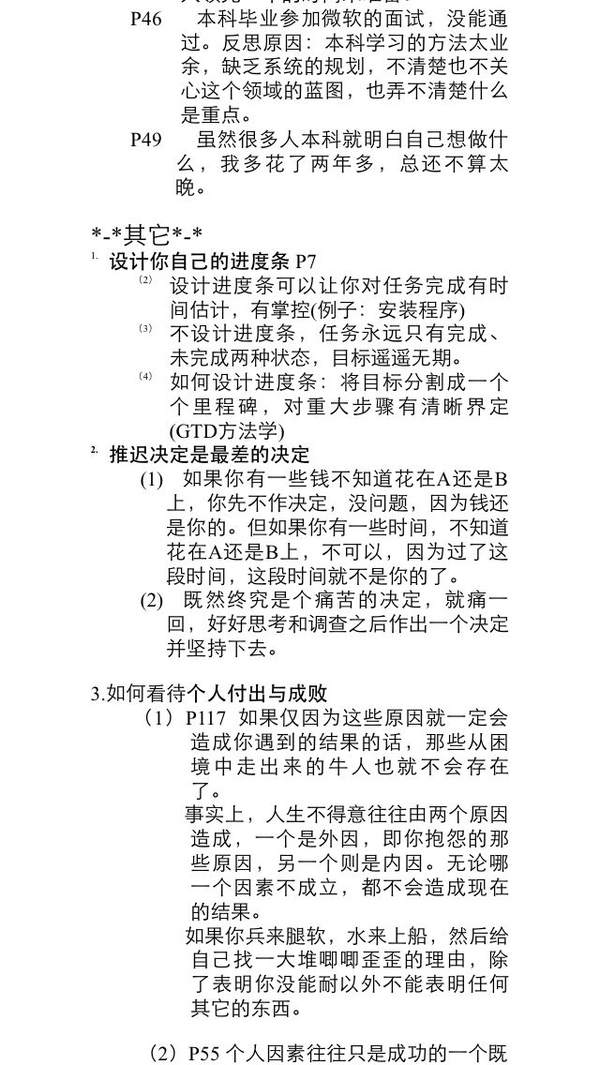 P46 本科毕业参加微软的面试，没能通
过。反思原因：本科学习的方法太业
余，缺乏系统的规划，不清楚也不关
心这个领域的蓝图，也弄不清楚什么
是重点。
P49 虽然很多人本科就明白自己想做什
么，我多花了两年多，总还不算太
晚。
*-*其它*-*
1. 设计你自己的进度条 P7
(2) 设计进度条可以让你对任务完成有时
间估计，有掌控(例子：安装程序)
(3) 不设计进度条，任务永远只有完成、
未完成两种状态，目标遥遥无期。
(4) 如何设计进度条：将目标分割成一个
个里程碑，对重大步骤有清晰界定
(GTD方法学)
2. 推迟决定是最差的决定
(1) 如果你有一些钱不知道花在A还是B
上，你先不作决定，没问题，因为钱还
是你的。但如果你有一些时间，不知道
花在A还是B上，不可以，因为过了这
段时间，这段时间就不是你的了。
(2) 既然终究是个痛苦的决定，就痛一
回，好好思考和调查之后作出一个决定
并坚持下去。
3.如何看待个人付出与成败
（1）P117 如果仅因为这些原因就一定会
造成你遇到的结果的话，那些从困
境中走出来的牛人也就不会存在
了。
事实上，人生不得意往往由两个原因
造成，一个是外因，即你抱怨的那
些原因，另一个则是内因。无论哪
一个因素不成立，都不会造成现在
的结果。
如果你兵来腿软，水来上船，然后给
自己找一大堆唧唧歪歪的理由，除
了表明你没能耐以外不能表明任何
其它的东西。
（2）P55 个人因素往往只是成功的一个既